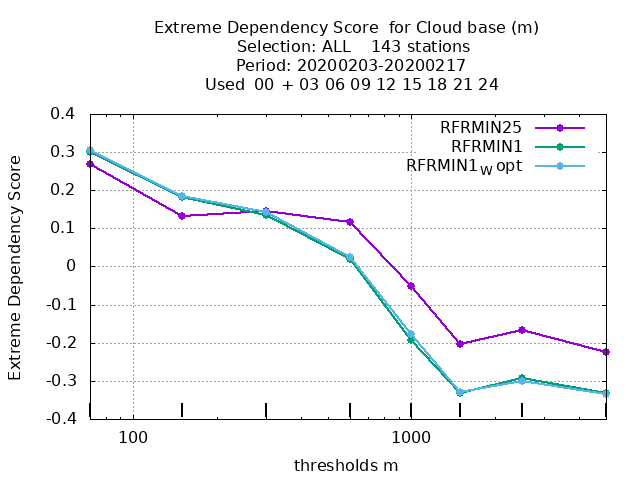 Extreme Dependency Score  for Cloud base (m)
Selection: ALL    143 stations
Period: 20200203-20200217
Used  00 + 03 06 09 12 15 18 21 24
0.4
0.3
0.2
0.1
0
-0.1
-0.2
-0.3
-0.4
Extreme Dependency Score
RFRMIN25
RFRMIN1
RFRMIN1W opt
100
1000
thresholds m